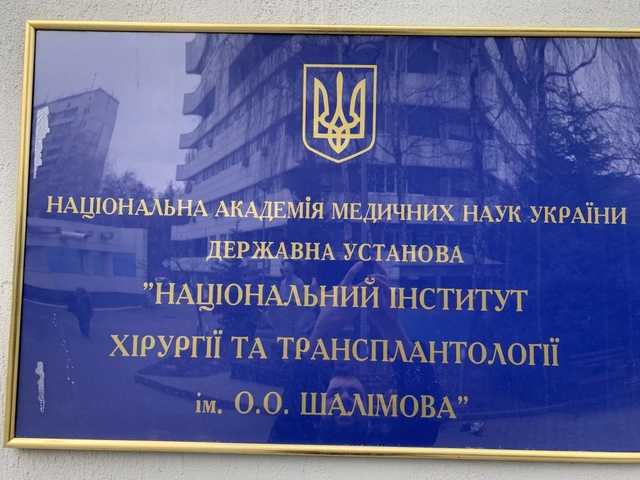 НАЦІОНАЛЬНА АКАДЕМІЯ МЕДИЧНИХ НАУК УКРАЇНИ
ДЕРЖАВНА УСТАНОВА
"НАЦІОНАЛЬНИЙ ІНСТИТУТ
ХІРУРГІЇ ТА ТРАНСПЛАНТОЛОГІЇ
ім. О.О. ШАЛІМОВА"